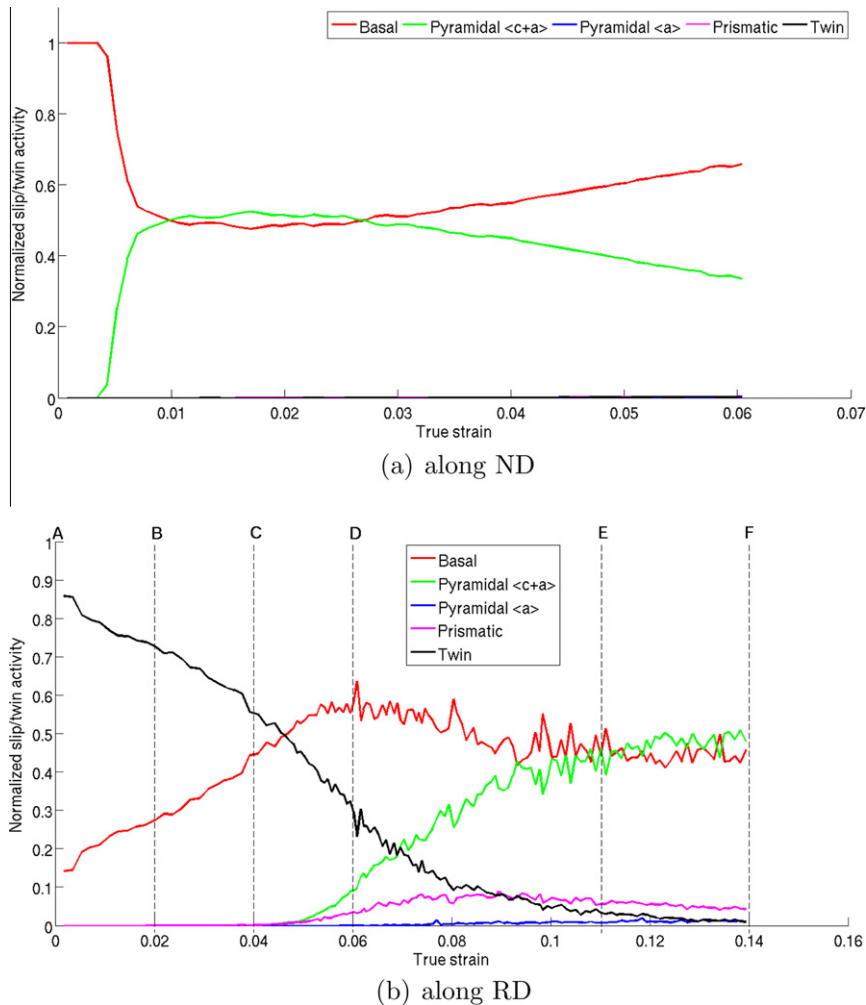 Basal Pyramidal <c+a> Pyramidal <a> Prismatic Twin
Normalized slip/twin activity
1
0.8
0.6
0.4
0.2
0
0 0.01 0.02 0.03 0.04 0.05 0.06 0.07
True strain
(a) along ND
A B C D E F
Basal
Pyramidal <c+a>
Pyramidal <a>
Prismatic
Twin
Normalized slip/twin activity
1
0.9
0.8
0.7
0.6
0.5
0.4
0.3
0.2
0.1
0
0 0.02 0.04 0.06 0.08 0.1 0.12 0.14 0.16
True strain
(b) along RD